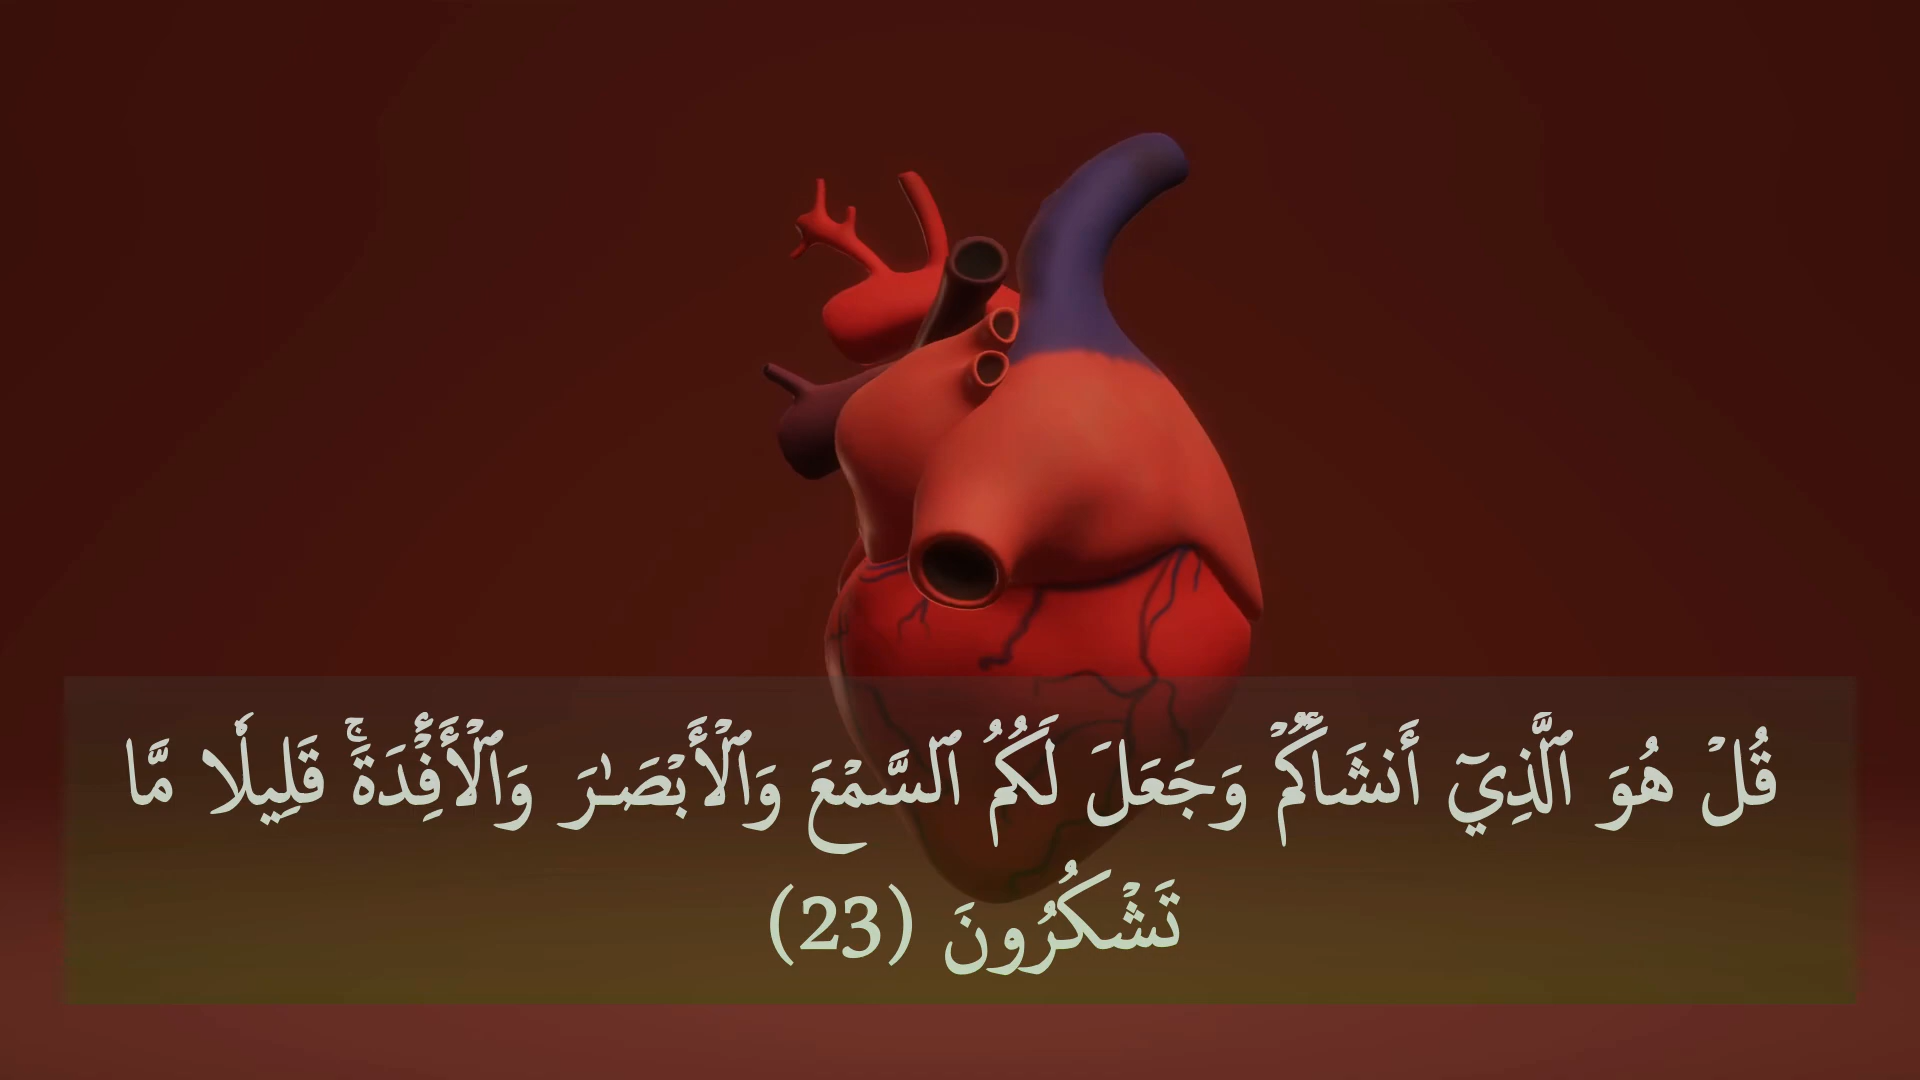 قُلۡ هُوَ ٱلَّذِيٓ أَنشَأَكُمۡ وَجَعَلَ لَكُمُ ٱلسَّمۡعَ وَٱلۡأَبۡصَٰرَ وَٱلۡأَفۡـِٔدَةَۚ قَلِيلٗا مَّا
تَشۡكُرُونَ (23)